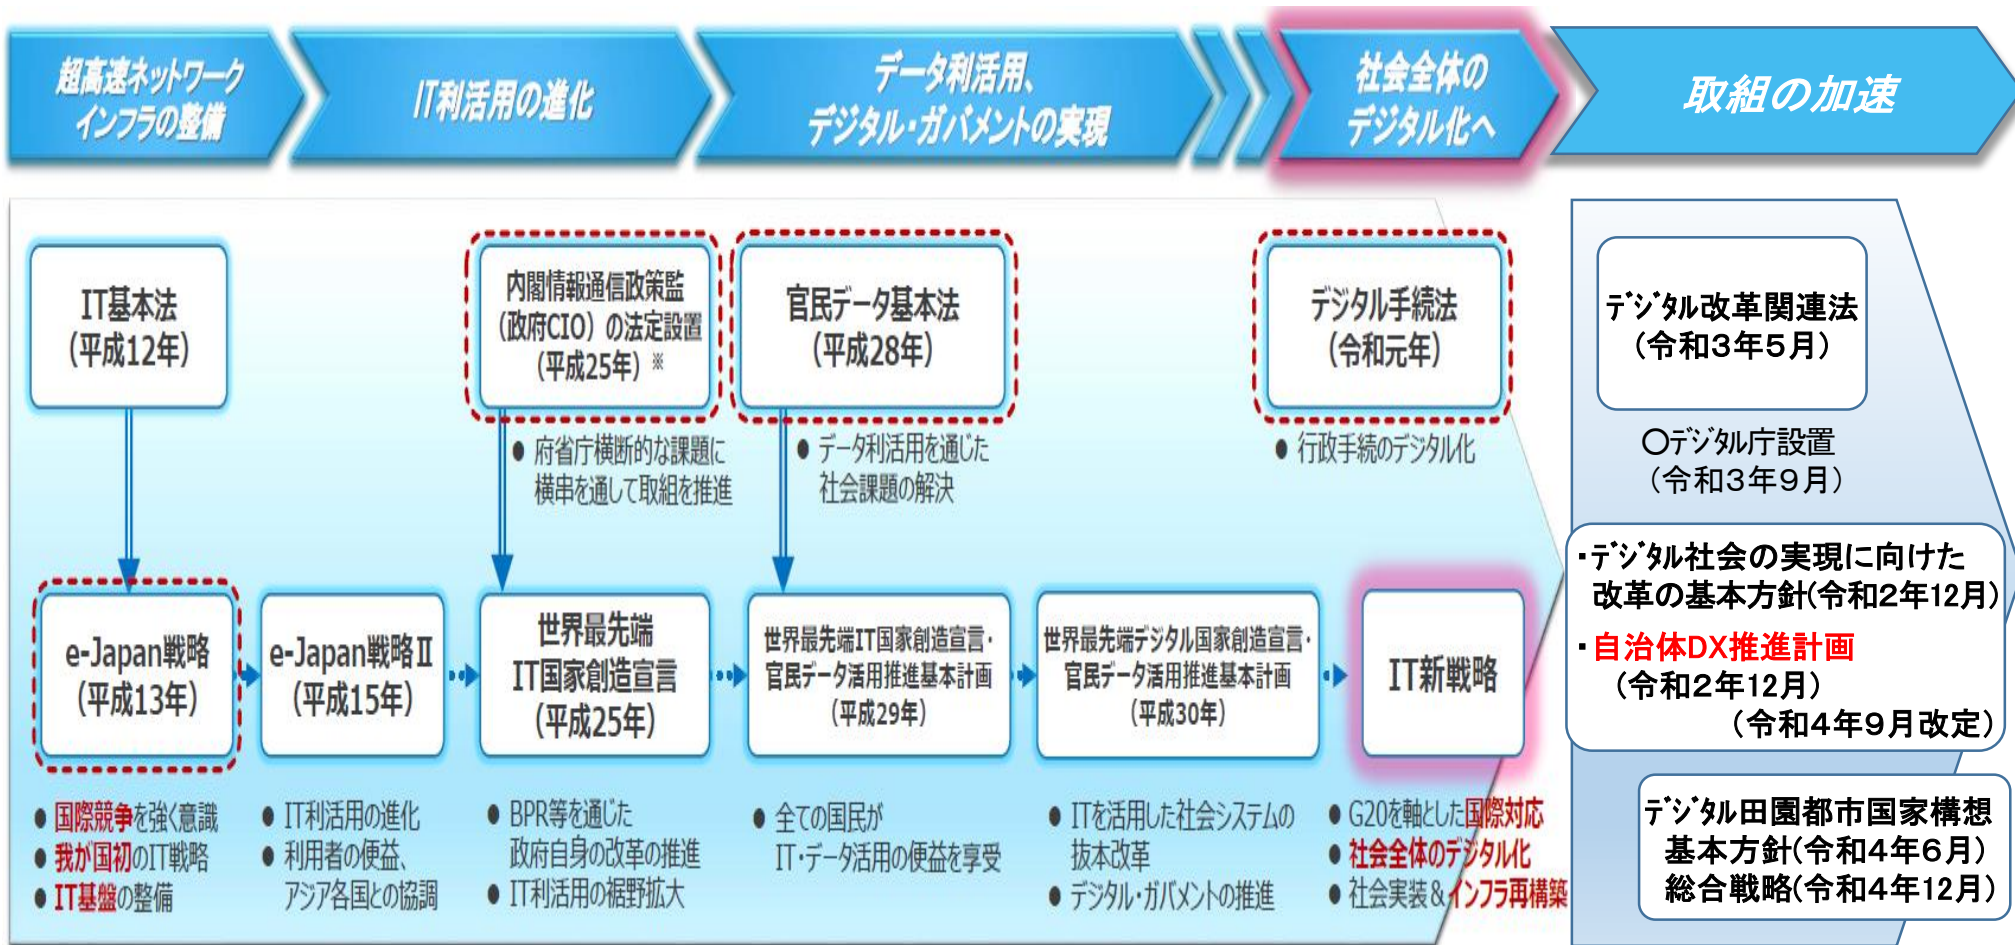 超高速ネットワーク
インフラの整備
IT利活用の進化
データ利活用、
デジタル・ガバメントの実現
社会全体の
デジタル化へ
取組の加速
IT基本法
（平成12年）
内閣情報通信政策監
（政府CIO）の法定設置
（平成25年）※
● 府省庁横断的な課題に
横串を通して取組を推進
官民データ基本法
（平成28年）
● データ利活用を通じた
社会課題の解決
デジタル手続法
（令和元年）
● 行政手続のデジタル化
e-Japan戦略
（平成13年）
● 国際競争を強く意識
● 我が国初のIT戦略
● IT基盤の整備
e-Japan戦略Ⅱ
（平成15年）
● IT利活用の進化
● 利用者の便益、
アジア各国との協調
世界最先端
IT国家創造宣言
（平成25年）
● BPR等を通じた
政府自身の改革の推進
● IT利活用の裾野拡大
世界最先端IT国家創造宣言・
官民データ活用推進基本計画
（平成29年）
● 全ての国民が
IT・データ活用の便益を享受
世界最先端デジタル国家創造宣言・
官民データ活用推進基本計画
（平成30年）
● ITを活用した社会システムの
抜本改革
● デジタル・ガバメントの推進
IT新戦略
● G20を軸とした国際対応
● 社会全体のデジタル化
● 社会実装＆インフラ再構築
デジタル改革関連法
（令和３年５月）
〇デジタル庁設置
（令和３年９月）
・デジタル社会の実現に向けた
改革の基本方針(令和２年12月)
・自治体DX推進計画
（令和２年12月）
（令和４年９月改定）
デジタル田園都市国家構想
基本方針(令和４年６月)
総合戦略(令和４年12月)